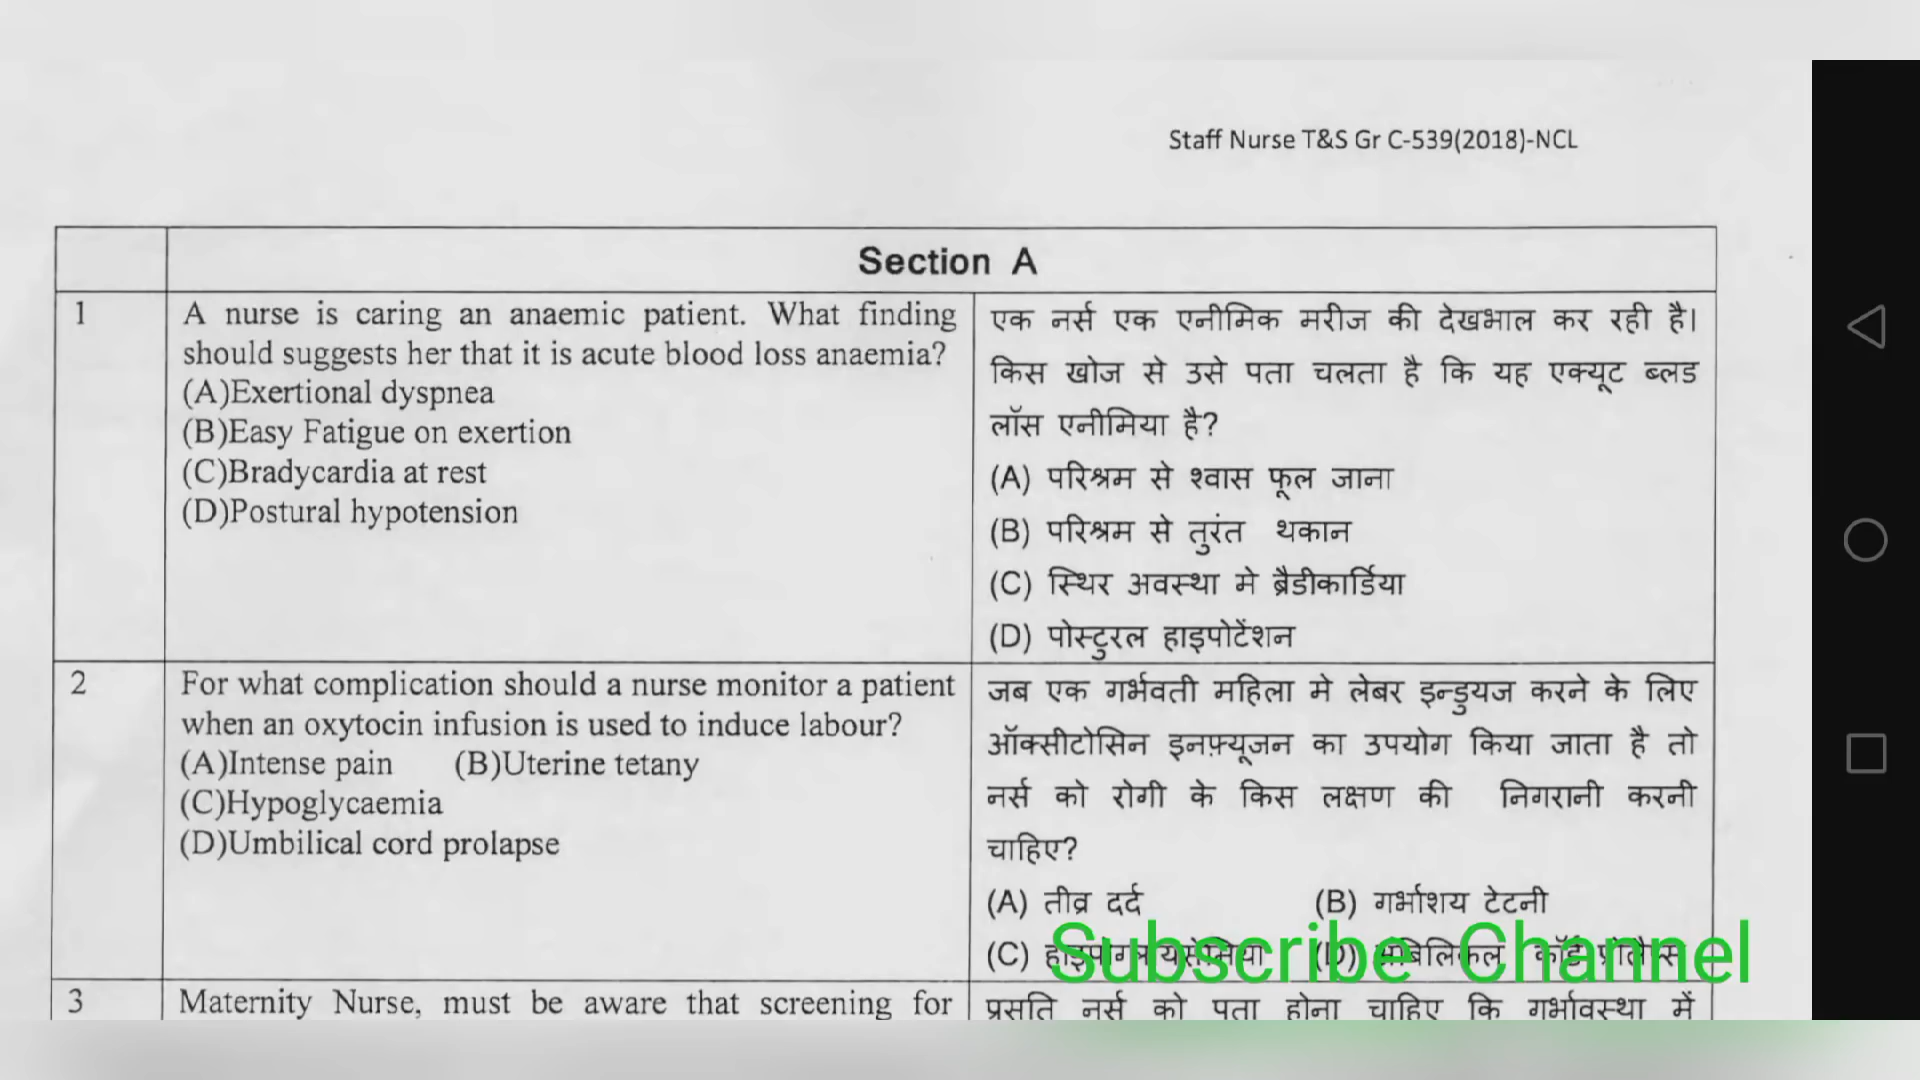 Staff Nurse T&S Gr C-539(2018)-NCL
Section A
1
A nurse is caring an anaemic patient. What finding
should suggests her that it is acute blood loss anaemia?
(A)Exertional dyspnea
(B)Easy Fatigue on exertion
(C)Bradycardia at rest
(D)Postural hypotension
एक नर्स एक एनीमिक मरीज की देखभाल कर रही है।
किस खोज से उसे पता चलता है कि यह एक्यूट ब्लड
लॉस एनीमिया है?
(A) परिश्रम से श्वास फूल जाना
(B) परिश्रम से तुरंत थकान
(C) स्थिर अवस्था मे ब्रैडीकार्डिया
(D) पोस्टुरल हाइपोटेंशन
2
For what complication should a nurse monitor a patient
when an oxytocin infusion is used to induce labour?
(A)Intense pain (B)Uterine tetany
(C)Hypoglycaemia
(D)Umbilical cord prolapse
जब एक गर्भवती महिला मे लेबर इन्डुयज करने के लिए
ऑक्सीटोसिन इनफ़्यूजन का उपयोग किया जाता है तो
नर्स को रोगी के किस लक्षण की निगरानी करनी
चाहिए?
(A) तीव्र दर्द (B) गर्भाशय टेटनी
(C) (D) कॉर्ड
Subscribe Channel
3
Maternity Nurse, must be aware that screening for
प्रसूति नर्स को पता होना चाहिए कि गर्भावस्था में